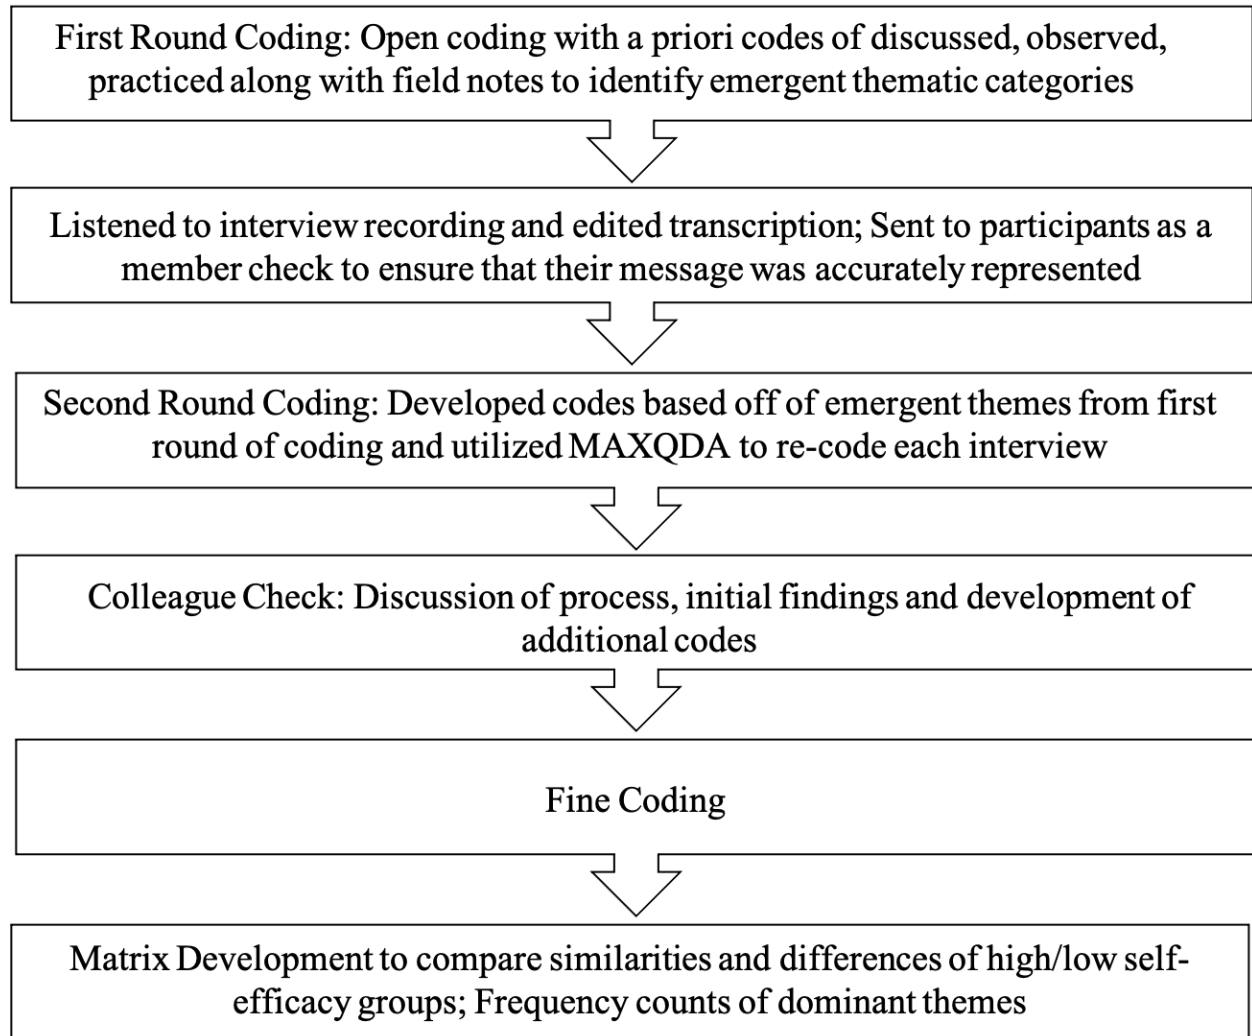 First Round Coding: Open coding with a priori codes of discussed, observed,
practiced along with field notes to identify emergent thematic categories
Listened to interview recording and edited transcription; Sent to participants as a
member check to ensure that their message was accurately represented
Second Round Coding: Developed codes based off of emergent themes from first
round of coding and utilized MAXQDA to re-code each interview
Colleague Check: Discussion of process, initial findings and development of
additional codes
Fine Coding
Matrix Development to compare similarities and differences of high/low self-
efficacy groups; Frequency counts of dominant themes